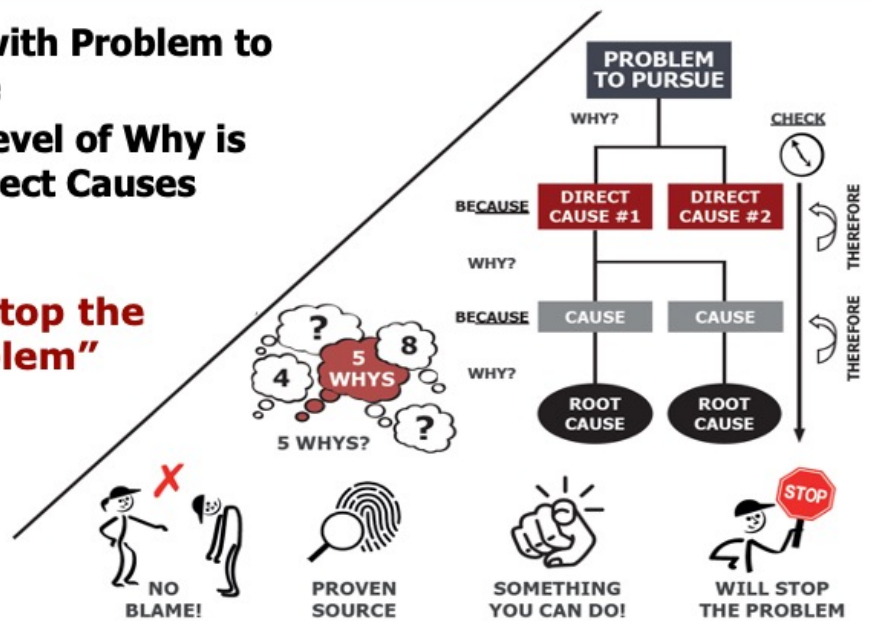 with Problem to
evel of Why is
ect Causes
top the
lem”
PROBLEM
TO PURSUE
WHY?
CHECK
BECAUSE
DIRECT
CAUSE #1
DIRECT
CAUSE #2
THEREFORE
WHY?
BECAUSE
CAUSE
CAUSE
THEREFORE
WHY?
ROOT
CAUSE
ROOT
CAUSE
?
8
5
WHYS
4
?
5 WHYS?
STOP
NO
BLAME!
PROVEN
SOURCE
SOMETHING
YOU CAN DO!
WILL STOP
THE PROBLEM